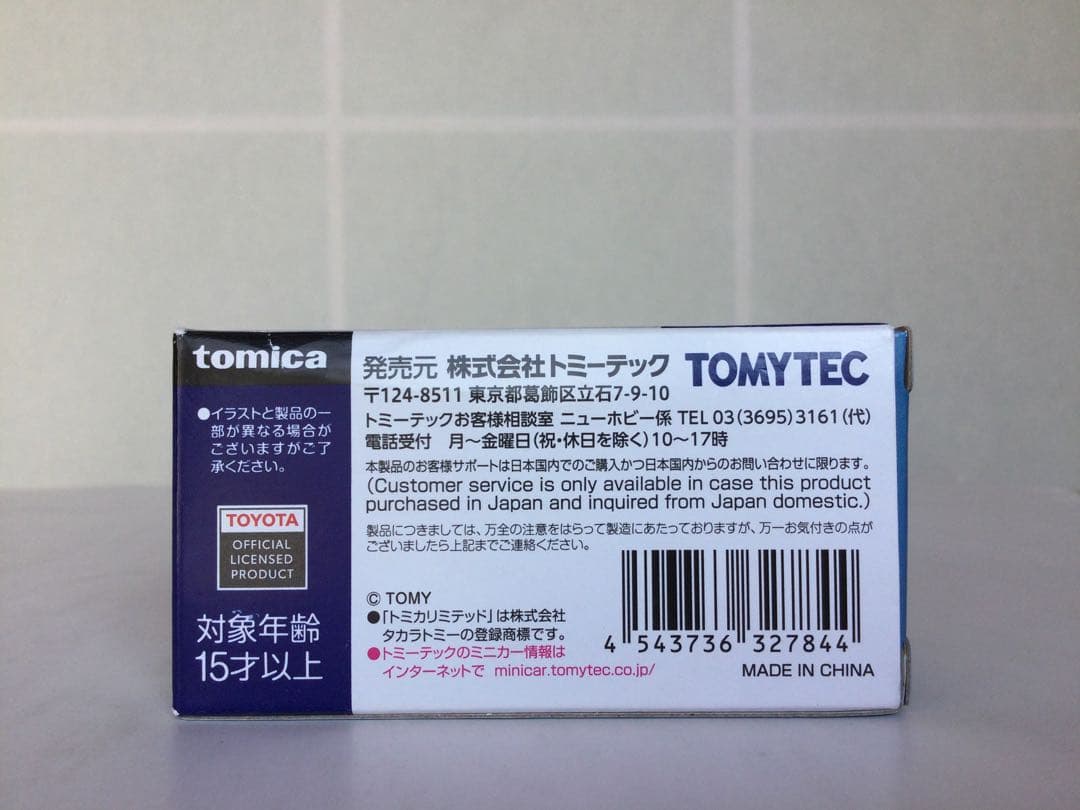 tomica
●イラストと製品の一
部が異なる場合が
ございますがご了
承ください。
TOYOTA
OFFICIAL
LICENSED
PRODUCT
対象年齢
15才以上
発売元 株式会社トミーテック TOMYTEC
〒124-8511 東京都葛飾区立石7-9-10
トミーテックお客様相談室 ニューホビー係 TEL 03(3695)3161(代)
電話受付 月〜金曜日(祝・休日を除く)10〜17時
本製品のお客様サポートは日本国内でのご購入かつ日本国内からのお問い合わせに限ります。
(Customer service is only available in case this product
purchased in Japan and inquired from Japan domestic.)
製品につきましては、万全の注意をはらって製造にあたっておりますが、万一お気付きの点が
ございましたら上記までご連絡ください。
© TOMY
●「トミカリミテッド」は株式会社
タカラトミーの登録商標です。
●トミーテックのミニカー情報は
インターネットで minicar.tomytec.co.jp/
4 543736 327844
MADE IN CHINA